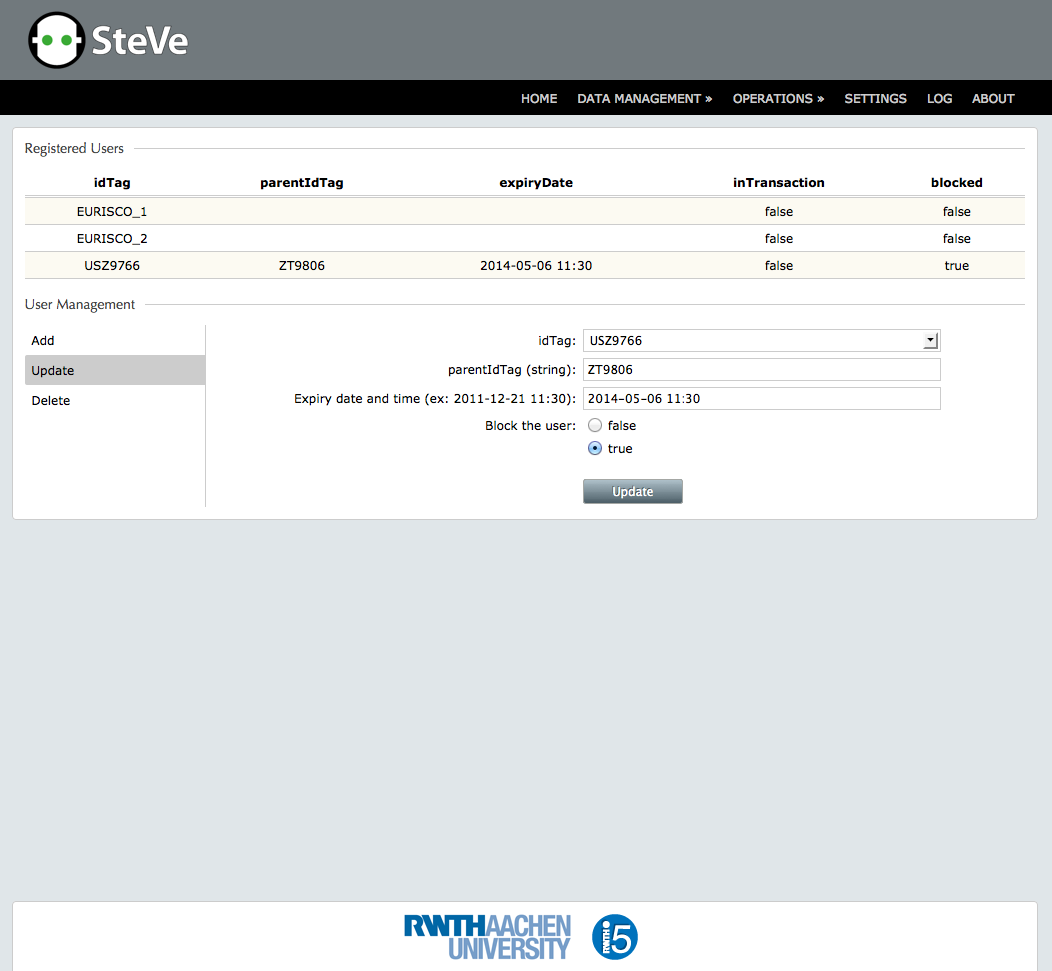 SteVe
HOME DATA MANAGEMENT » OPERATIONS » SETTINGS LOG ABOUT
Registered Users
idTag parentIdTag expiryDate inTransaction blocked
EURISCO_1 false false
EURISCO_2 false false
USZ9766 ZT9806 2014-05-06 11:30 false true
User Management
Add
Update
Delete
idTag: USZ9766
parentIdTag (string): ZT9806
Expiry date and time (ex: 2011-12-21 11:30): 2014-05-06 11:30
Block the user: false
true
Update
RWTHAACHEN
UNIVERSITY
RWTH i5